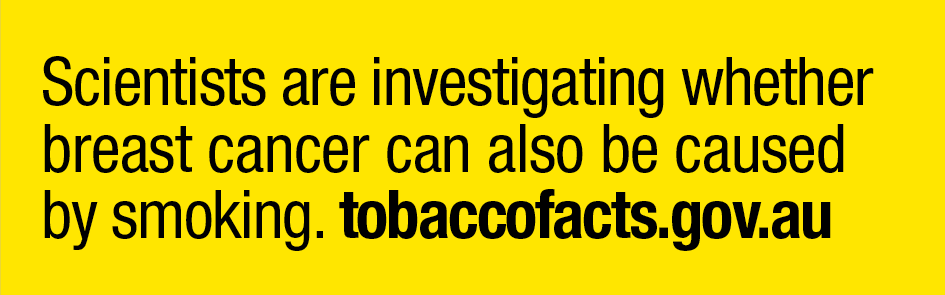 Scientists are investigating whether
breast cancer can also be caused
by smoking. tobaccofacts.gov.au